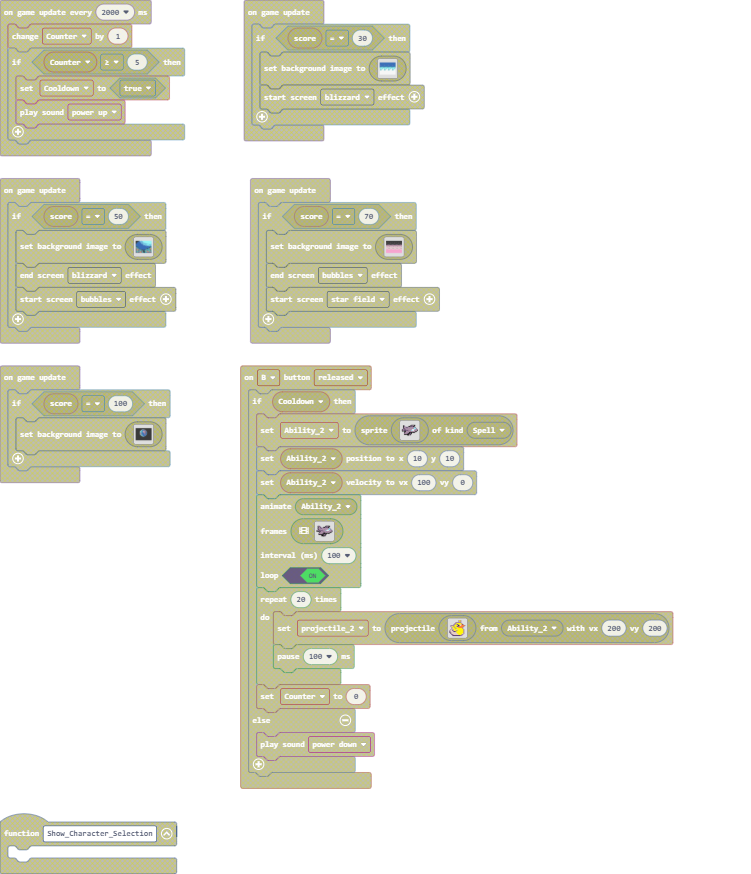 on game update every 2000 ms
change Counter by 1
if Counter ≥ 5 then
set Cooldown to true
play sound power up
on game update
if score = 30 then
set background image to
start screen blizzard effect
on game update
if score = 50 then
set background image to
end screen blizzard effect
start screen bubbles effect
on game update
if score = 70 then
set background image to
end screen bubbles effect
start screen star field effect
on game update
if score = 100 then
set background image to
on B button released
if Cooldown then
set Ability_2 to sprite of kind Spell
set Ability_2 position to x 10 y 10
set Ability_2 velocity to vx 100 vy 0
animate Ability_2
frames
interval (ms) 100
loop ON
repeat 20 times
do
set projectile_2 to projectile from Ability_2 with vx 200 vy 200
pause 100 ms
set Counter to 0
else
play sound power down
function Show_Character_Selection